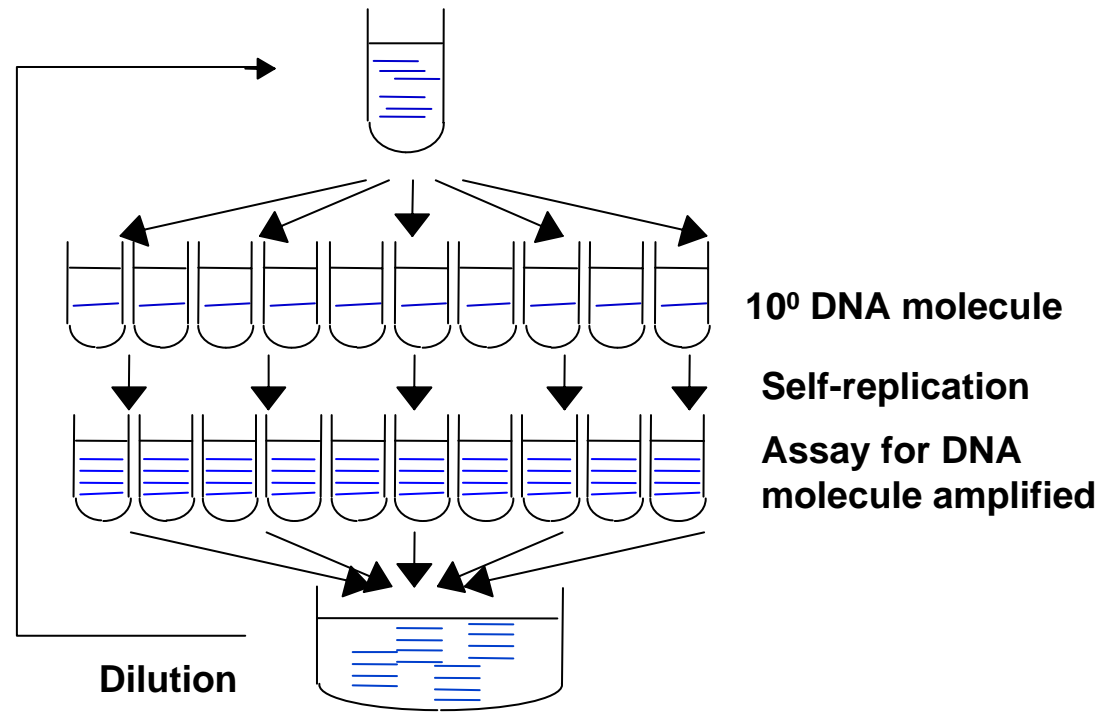 10⁰ DNA molecule
Self-replication
Assay for DNA
molecule amplified
Dilution